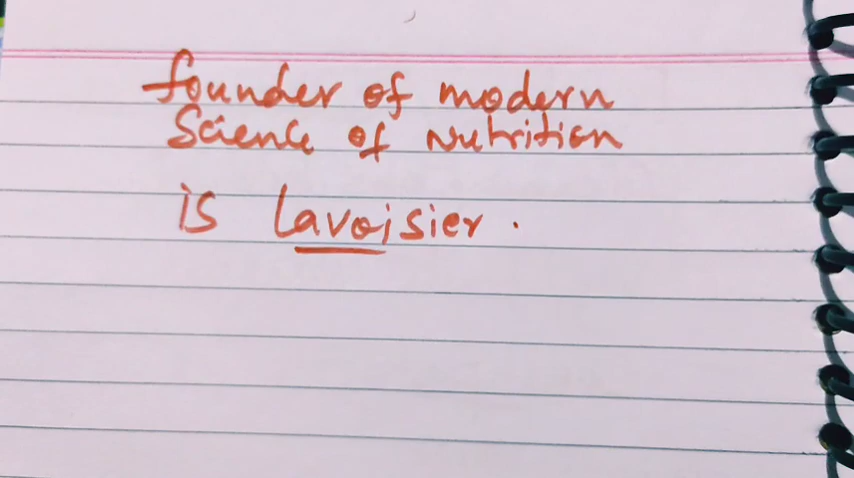 founder of modern
Science of Nutrition
is Lavoisier.